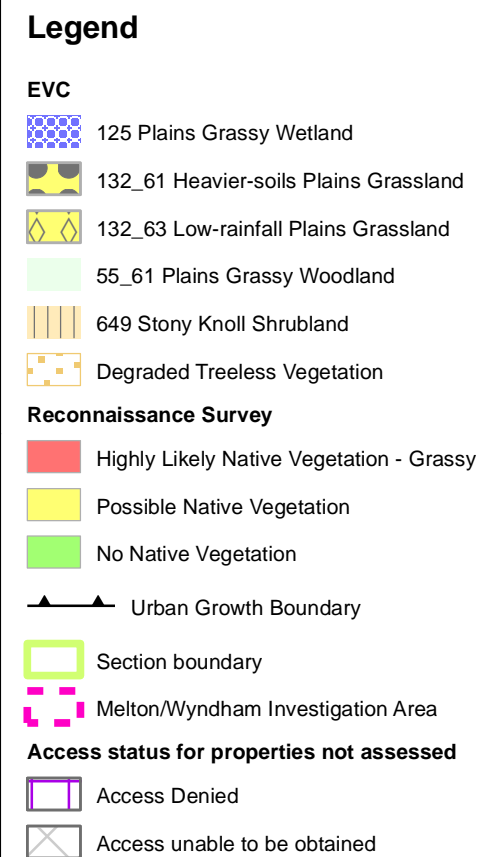 Legend
EVC
125 Plains Grassy Wetland
132_61 Heavier-soils Plains Grassland
132_63 Low-rainfall Plains Grassland
55_61 Plains Grassy Woodland
649 Stony Knoll Shrubland
Degraded Treeless Vegetation
Reconnaissance Survey
Highly Likely Native Vegetation - Grassy
Possible Native Vegetation
No Native Vegetation
Urban Growth Boundary
Section boundary
Melton/Wyndham Investigation Area
Access status for properties not assessed
Access Denied
Access unable to be obtained